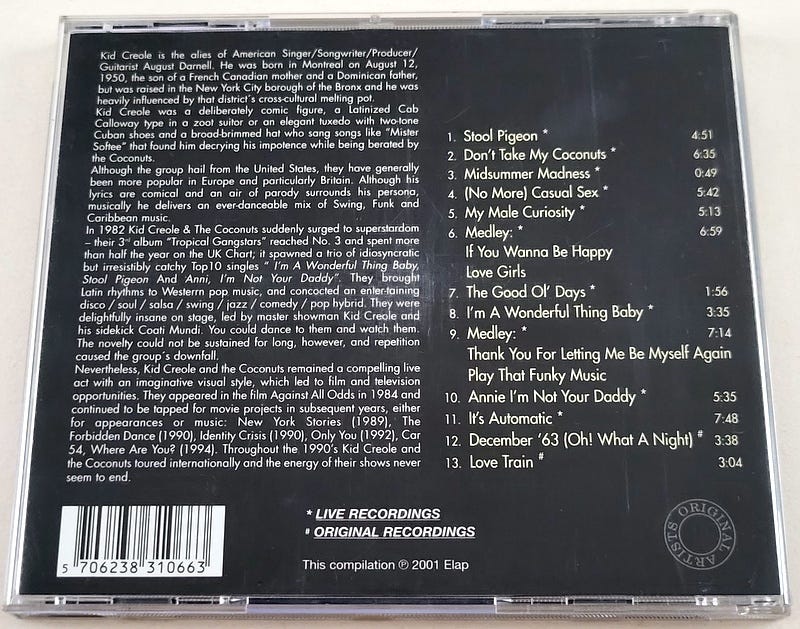 Kid Creole is the alies of American Singer/Songwriter/Producer/
Guitarist August Darnell. He was born in Montreal on August 12,
1950, the son of a French Canadian mother and a Dominican father,
but was raised in the New York City borough of the Bronx and he was
heavily influenced by that district's cross-cultural melting pot.
Kid Creole was a deliberately comic figure, a Latinized Cab
Calloway type in a zoot suit or an elegant tuxedo with two-tone
Cuban shoes and a broad-brimmed hat who sang songs like "Mister
Softee" that found him decrying his impotence while being berated by
the Coconuts.
Although the group hail from the United States, they have generally
been more popular in Europe and particularly Britain. Although his
lyrics are comical and an air of parody surrounds his persona,
musically he delivers an ever-danceable mix of Swing, Funk and
Caribbean music.
In 1982 Kid Creole & The Coconuts suddenly surged to superstardom
– their 3rd album "Tropical Gangstars" reached No. 3 and spent more
than half the year on the UK Chart; it spawned a trio of idiosyncratic
but irresistibly catchy Top10 singles " I'm A Wonderful Thing Baby,
Stool Pigeon And 'Anni, I'm Not Your Daddy". They brought
Latin rhythms to Westernn pop music, and concocted an enter-taining
disco / soul / salsa / swing / jazz / comedy / pop hybrid. They were
delightfully insane on stage, led by master showman Kid Creole and
his sidekick Coati Mundi. You could dance to them and watch them.
The novelty could not be sustained for long, however, and repetition
caused the group's downfall.
Nevertheless, Kid Creole and the Coconuts remained a compelling live
act with an imaginative visual style, which led to film and television
opportunities. They appeared in the film Against All Odds in 1984 and
continued to be tapped for movie projects in subsequent years, either
for appearances or music: New York Stories (1989), The
Forbidden Dance (1990), Identity Crisis (1990), Only You (1992), Car
54, Where Are You? (1994). Throughout the 1990's Kid Creole and
the Coconuts toured internationally and the energy of their shows never
seem to end.
1. Stool Pigeon * 4:51
2. Don't Take My Coconuts * 6:35
3. Midsummer Madness * 0:49
4. (No More) Casual Sex * 5:42
5. My Male Curiosity * 5:13
6. Medley: * 6:59
If You Wanna Be Happy
Love Girls
7. The Good Ol' Days * 1:56
8. I'm A Wonderful Thing Baby * 3:35
9. Medley: * 7:14
Thank You For Letting Me Be Myself Again
Play That Funky Music
10. Annie I'm Not Your Daddy * 5:35
11. It's Automatic * 7:48
12. December '63 (Oh! What A Night) # 3:38
13. Love Train # 3:04
* LIVE RECORDINGS
# ORIGINAL RECORDINGS
This compilation ℗ 2001 Elap
5 706238 310663
ORIGINAL ARTISTS